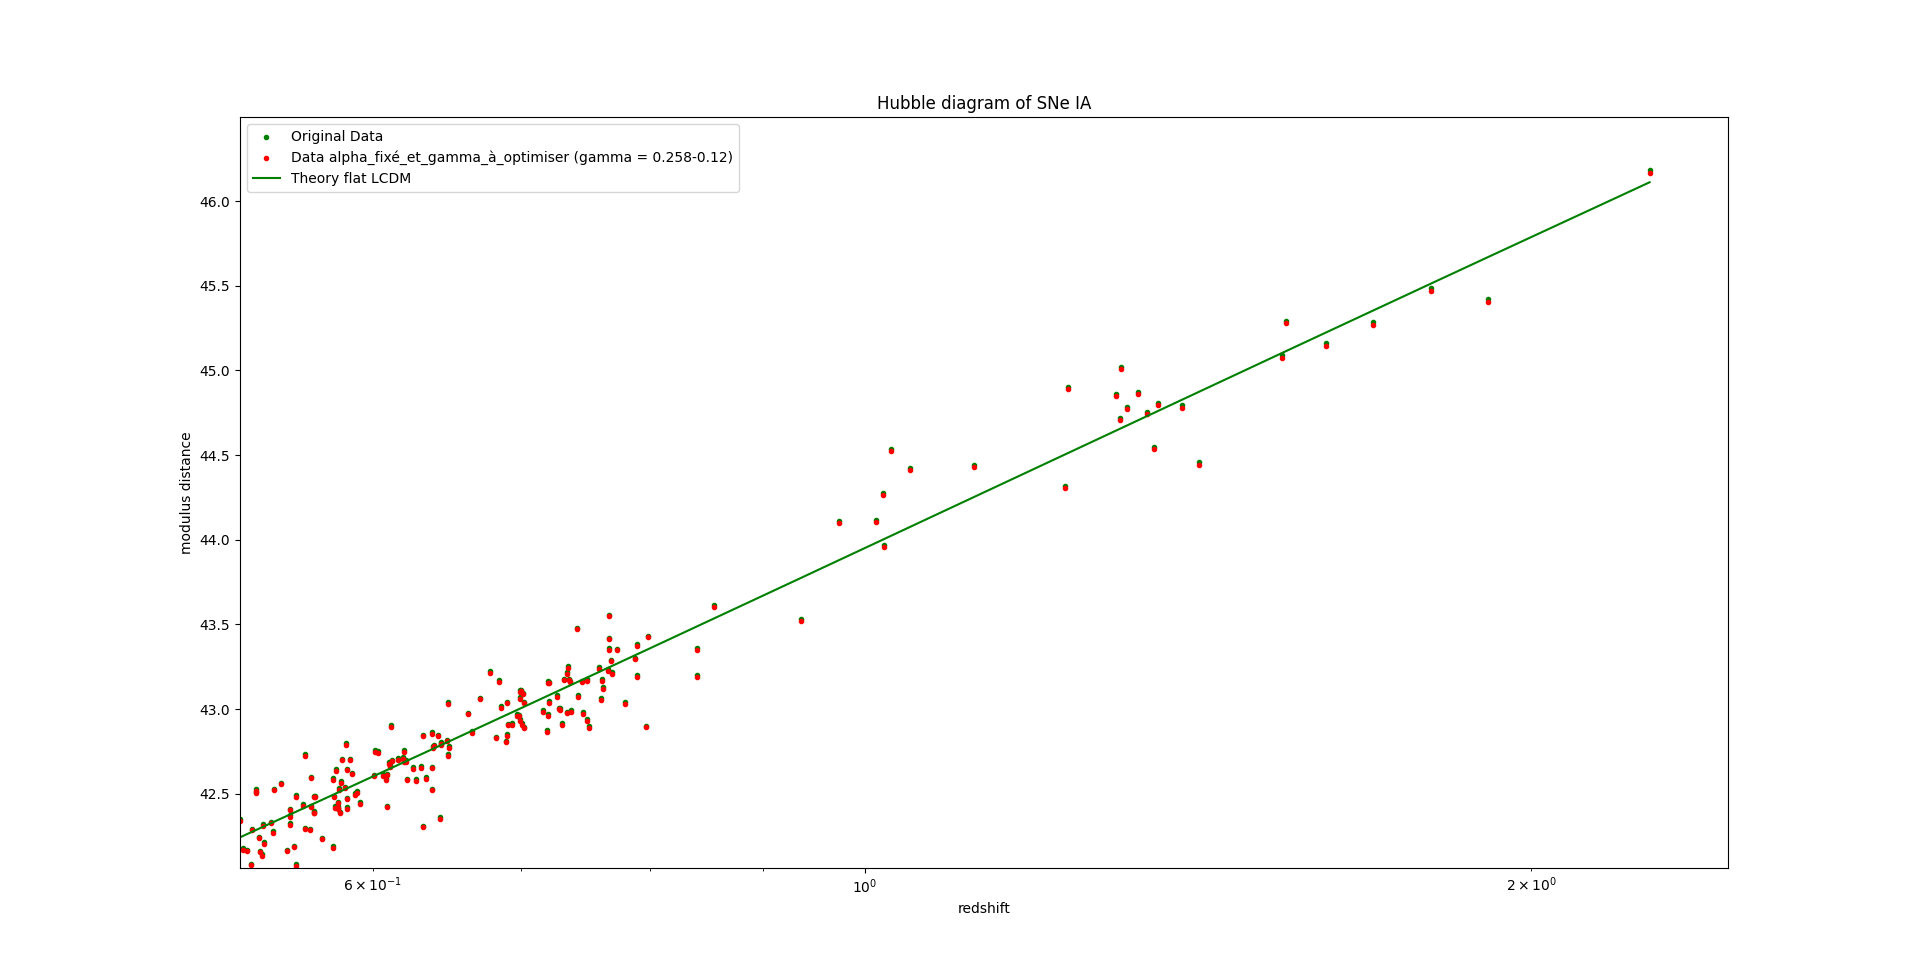 Hubble diagram of SNe IA
Original Data
Data alpha_fixé_et_gamma_à_optimiser (gamma = 0.258-0.12)
Theory flat LCDM
46.0
45.5
45.0
44.5
44.0
43.5
43.0
42.5
modulus distance
6 × 10⁻¹
10⁰
2 × 10⁰
redshift